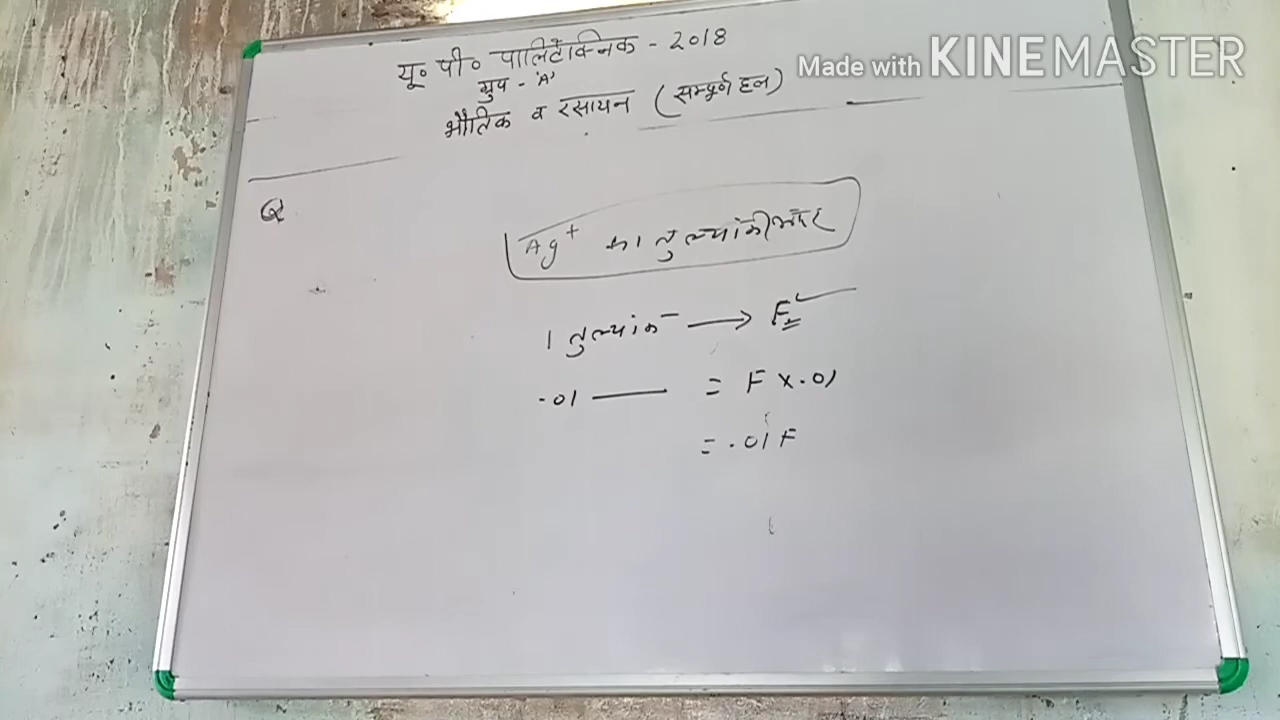 यू० पी० पालिटेक्निक - 2018
Made with KINEMASTER
ग्रुप - 'A'
भौतिक व रसायन (सम्पूर्ण हल)
Q
Ag+ का तुल्यांकी भार
1 तुल्यांक → F
.01 — = F × .01
= .01 F